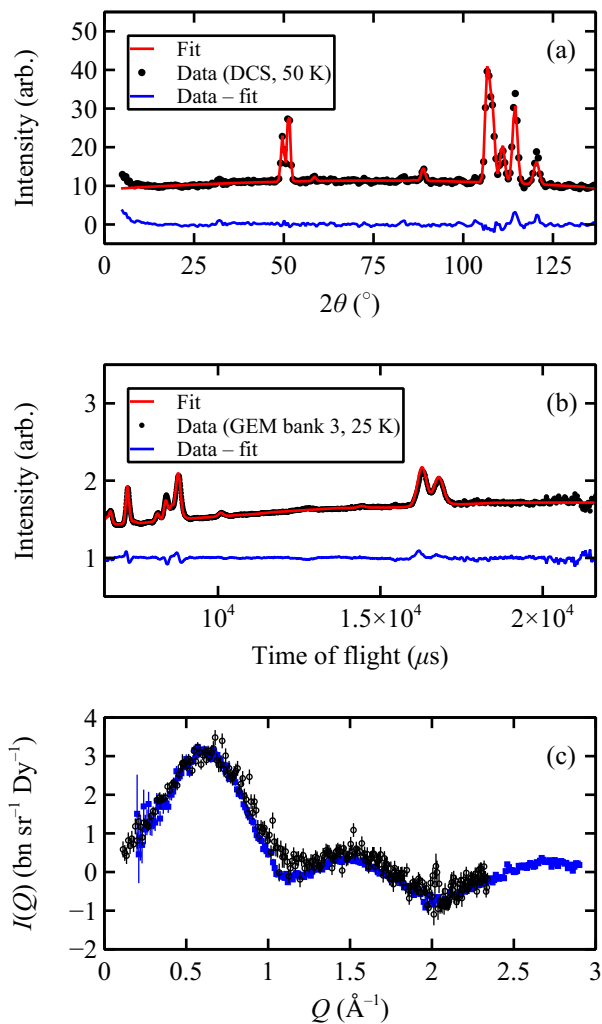 (a)
Fit
Data (DCS, 50 K)
Data – fit
Intensity (arb.)
50
40
30
20
10
0
0
25
50
75
100
125
2θ (°)
(b)
Fit
Data (GEM bank 3, 25 K)
Data – fit
Intensity (arb.)
3
2
1
10⁴
1.5×10⁴
2×10⁴
Time of flight (μs)
(c)
I(Q) (bn sr⁻¹ Dy⁻¹)
4
3
2
1
0
−1
−2
0
0.5
1
1.5
2
2.5
3
Q (Å⁻¹)